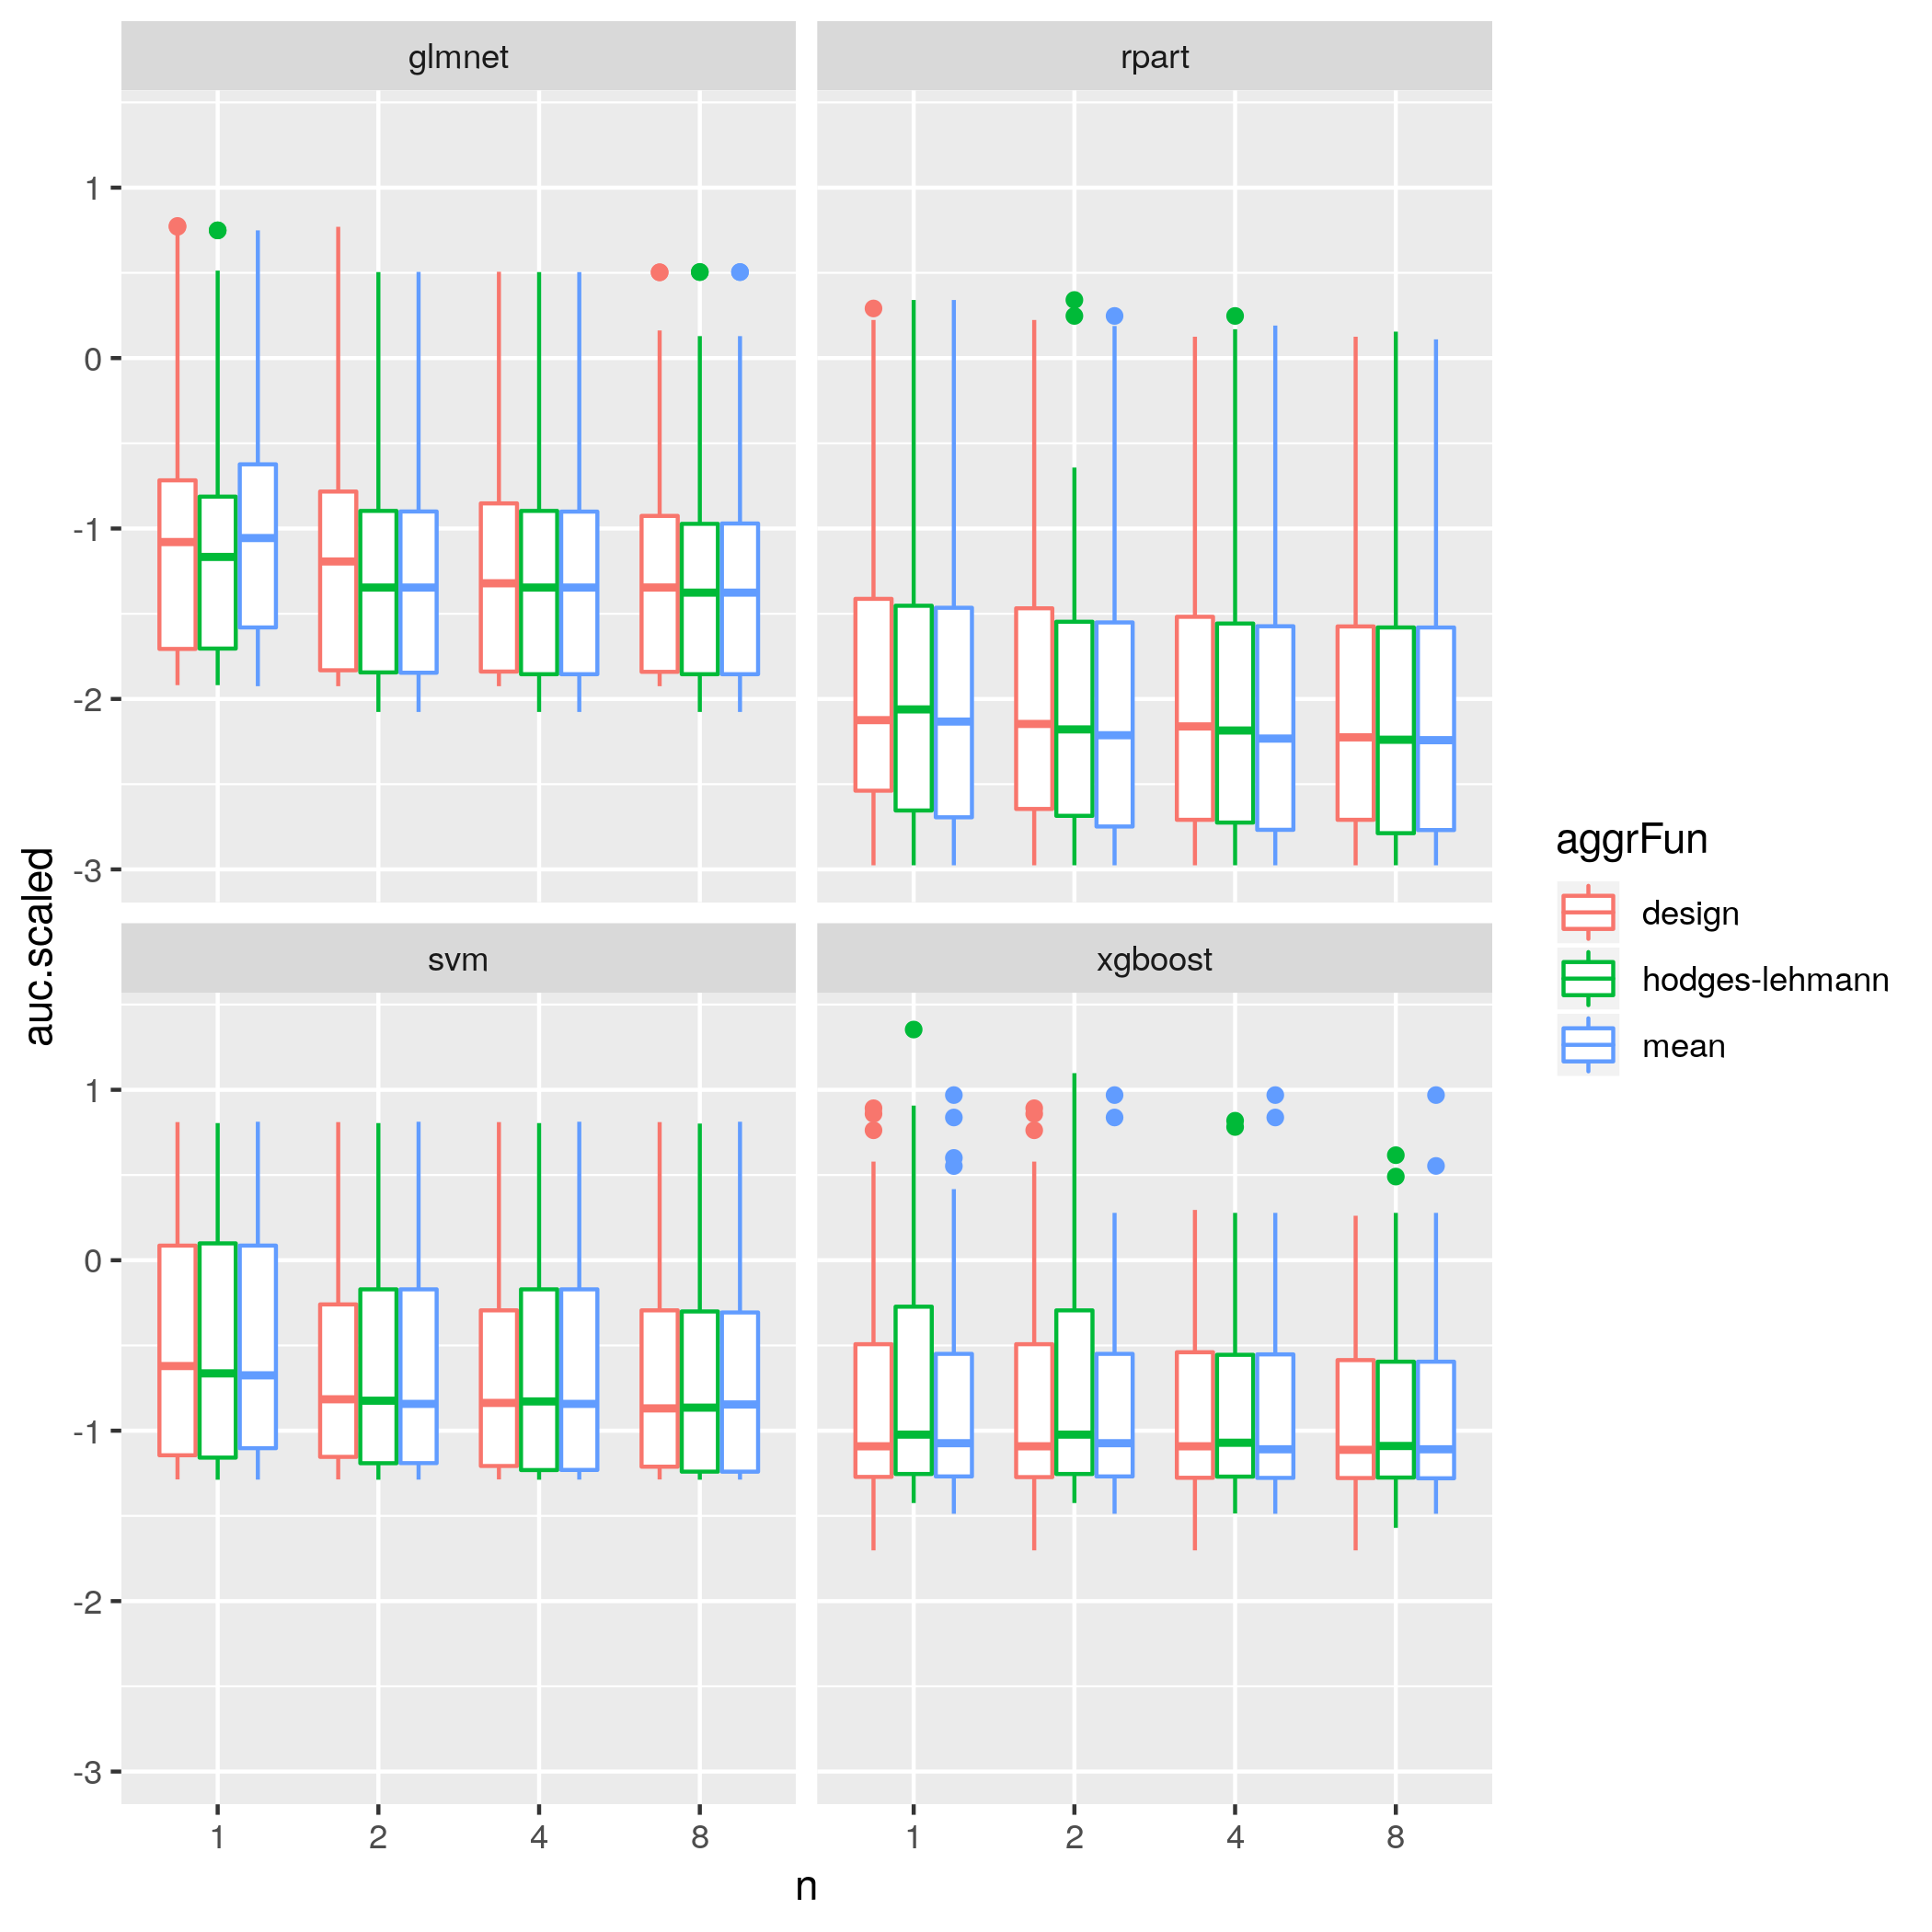 glmnet
rpart
1
0
-1
-2
-3
svm
xgboost
1
0
-1
-2
-3
auc.scaled
1
2
4
8
1
2
4
8
n
aggrFun
design
hodges-lehmann
mean